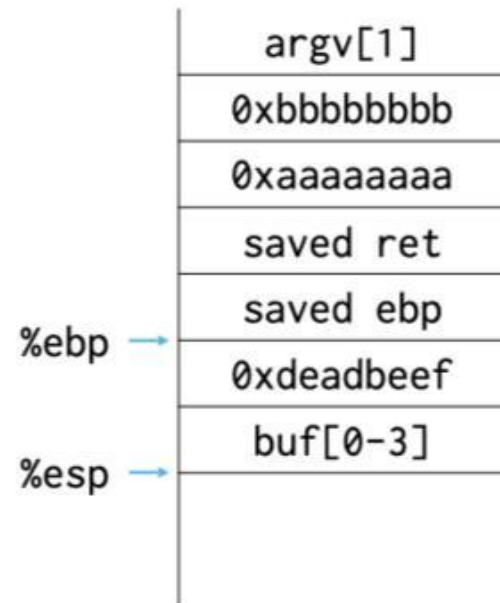 argv[1]
0xbbbbbbbb
0xaaaaaaaa
saved ret
saved ebp
%ebp
0xdeadbeef
buf[0-3]
%esp